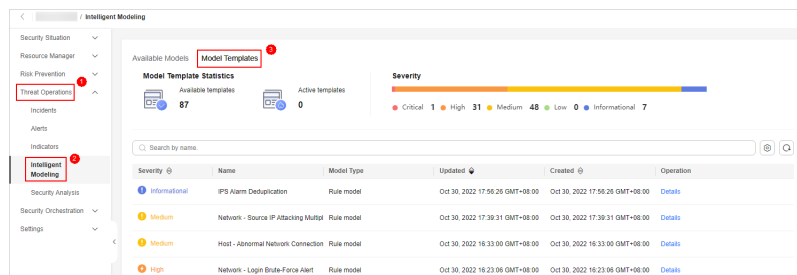 / Intelligent Modeling
Security Situation
Resource Manager
Risk Prevention
1
Threat Operations
Incidents
Alerts
Indicators
2
Intelligent
Modeling
Security Analysis
Security Orchestration
Settings
3
Available Models Model Templates
Model Template Statistics
Available templates
87
Active templates
0
Severity
Critical 1 High 31 Medium 48 Low 0 Informational 7
Search by name.
Severity Name Model Type Updated Created Operation
Informational IPS Alarm Deduplication Rule model Oct 30, 2022 17:56:26 GMT+08:00 Oct 30, 2022 17:56:26 GMT+08:00 Details
Medium Network - Source IP Attacking Multipl Rule model Oct 30, 2022 17:39:31 GMT+08:00 Oct 30, 2022 17:39:31 GMT+08:00 Details
Medium Host - Abnormal Network Connection Rule model Oct 30, 2022 16:33:00 GMT+08:00 Oct 30, 2022 16:33:00 GMT+08:00 Details
High Network - Login Brute-Force Alert Rule model Oct 30, 2022 16:23:06 GMT+08:00 Oct 30, 2022 16:23:06 GMT+08:00 Details